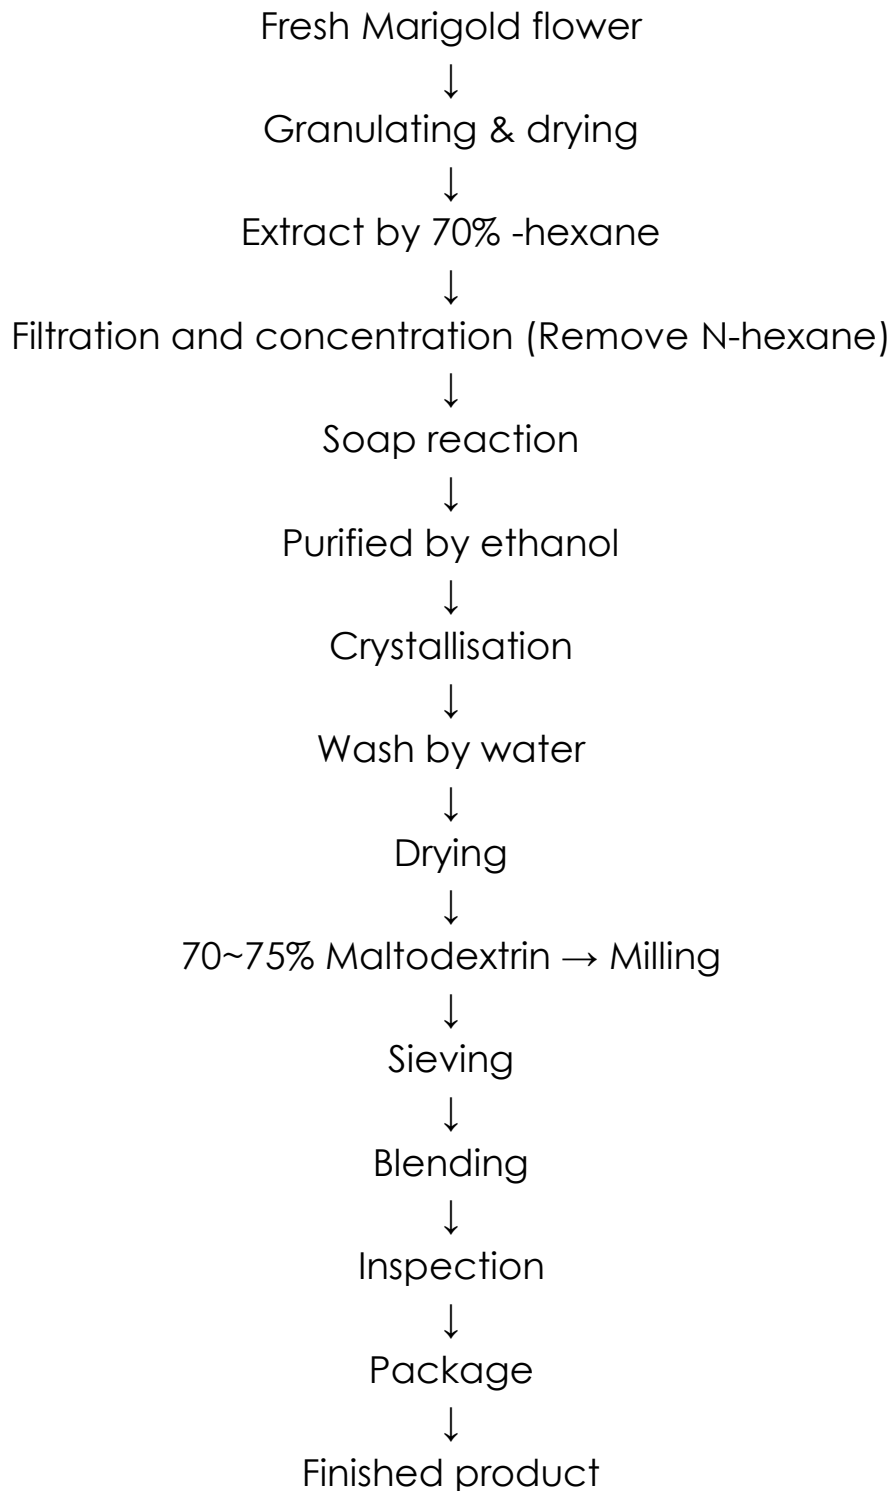 Fresh Marigold flower
↓
Granulating & drying
↓
Extract by 70% -hexane
↓
Filtration and concentration (Remove N-hexane)
↓
Soap reaction
↓
Purified by ethanol
↓
Crystallisation
↓
Wash by water
↓
Drying
↓
70~75% Maltodextrin → Milling
↓
Sieving
↓
Blending
↓
Inspection
↓
Package
↓
Finished product